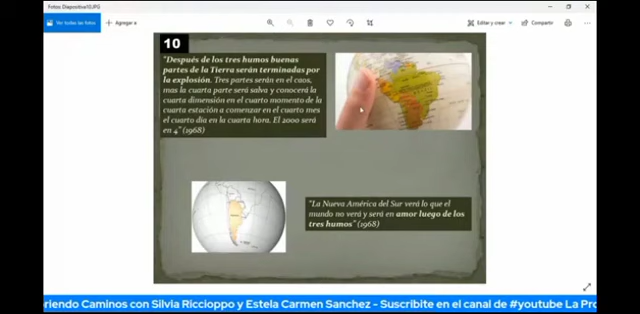 Fotos Diapositiva10.JPG
Ver todas las fotos
Agregar a
Editar y crear
Compartir
10
"Después de los tres humos buenas
partes de la Tierra serán terminadas por
la explosión. Tres partes serán en el caos,
mas la cuarta parte será salva y conocerá la
cuarta dimensión en el cuarto momento de la
cuarta estación a comenzar en el cuarto mes
el cuarto día en la cuarta hora. El 2000 será
en 4" (1968)
"La Nueva América del Sur verá lo que el
mundo no verá y será en amor luego de los
tres humos" (1968)
riendo Caminos con Silvia Riccioppo y Estela Carmen Sanchez - Suscribite en el canal de #youtube La Pro